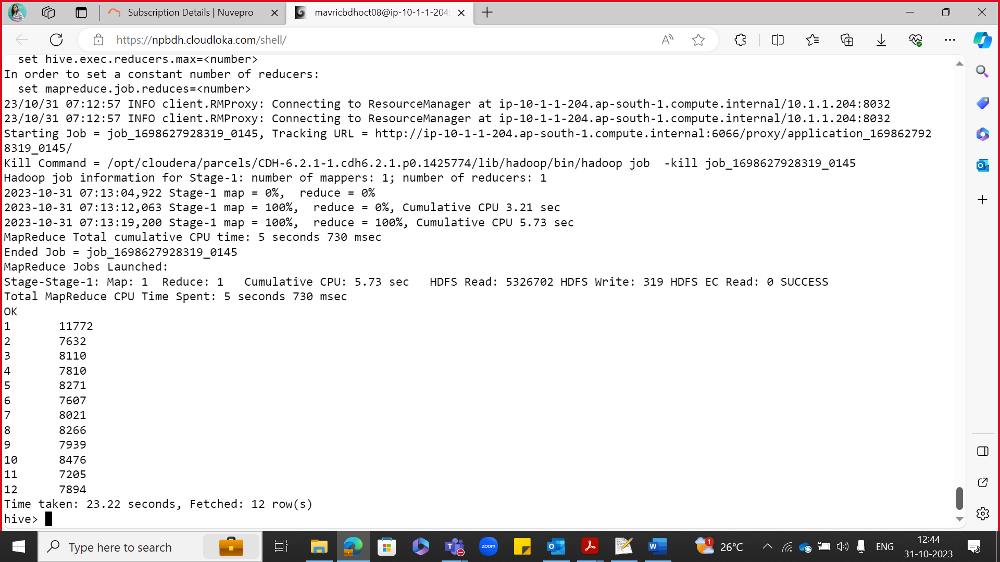 Subscription Details | Nuvepro
mavricbdhoct08@ip-10-1-1-204
https://npbdh.cloudloka.com/shell/
  set hive.exec.reducers.max=<number>
In order to set a constant number of reducers:
  set mapreduce.job.reduces=<number>
23/10/31 07:12:57 INFO client.RMProxy: Connecting to ResourceManager at ip-10-1-1-204.ap-south-1.compute.internal/10.1.1.204:8032
23/10/31 07:12:57 INFO client.RMProxy: Connecting to ResourceManager at ip-10-1-1-204.ap-south-1.compute.internal/10.1.1.204:8032
Starting Job = job_1698627928319_0145, Tracking URL = http://ip-10-1-1-204.ap-south-1.compute.internal:6066/proxy/application_169862792
8319_0145/
Kill Command = /opt/cloudera/parcels/CDH-6.2.1-1.cdh6.2.1.p0.1425774/lib/hadoop/bin/hadoop job  -kill job_1698627928319_0145
Hadoop job information for Stage-1: number of mappers: 1; number of reducers: 1
2023-10-31 07:13:04,922 Stage-1 map = 0%,  reduce = 0%
2023-10-31 07:13:12,063 Stage-1 map = 100%,  reduce = 0%, Cumulative CPU 3.21 sec
2023-10-31 07:13:19,200 Stage-1 map = 100%,  reduce = 100%, Cumulative CPU 5.73 sec
MapReduce Total cumulative CPU time: 5 seconds 730 msec
Ended Job = job_1698627928319_0145
MapReduce Jobs Launched:
Stage-Stage-1: Map: 1  Reduce: 1   Cumulative CPU: 5.73 sec   HDFS Read: 5326702 HDFS Write: 319 HDFS EC Read: 0 SUCCESS
Total MapReduce CPU Time Spent: 5 seconds 730 msec
OK
1       11772
2       7632
3       8110
4       7810
5       8271
6       7607
7       8021
8       8266
9       7939
10      8476
11      7205
12      7894
Time taken: 23.22 seconds, Fetched: 12 row(s)
hive>
Type here to search
zoom
1
26°C
ENG
12:44
31-10-2023